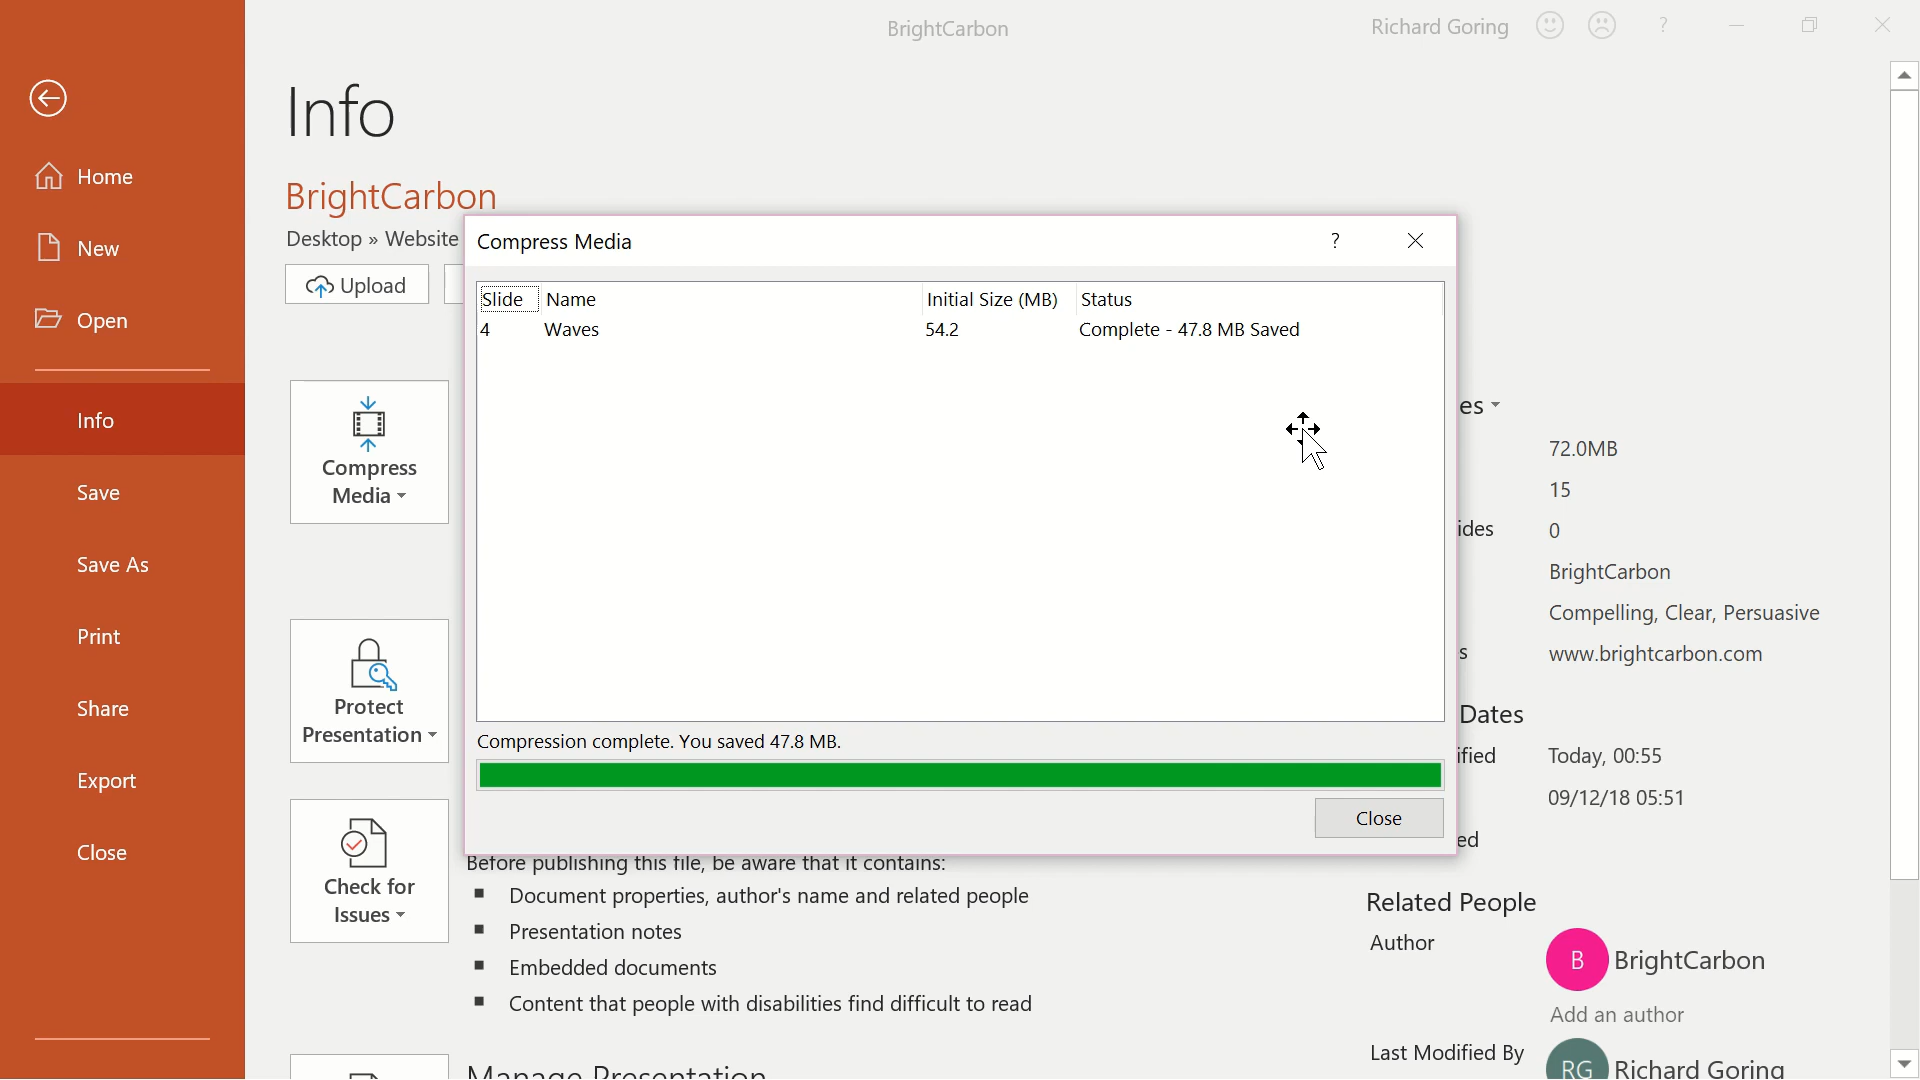 BrightCarbon
Richard Goring
?
Info
Home
New
Open
Info
Save
Save As
Print
Share
Export
Close
BrightCarbon
Desktop » Website
Upload
Compress
Media
Protect
Presentation
Check for
Issues
Compress Media
?
Slide Name Initial Size (MB) Status
4 Waves 54.2 Complete - 47.8 MB Saved
Compression complete. You saved 47.8 MB.
Close
es
72.0MB
15
ides 0
BrightCarbon
Compelling, Clear, Persuasive
s www.brightcarbon.com
Dates
ified Today, 00:55
09/12/18 05:51
ed
Before publishing this file, be aware that it contains:
Document properties, author's name and related people
Presentation notes
Embedded documents
Content that people with disabilities find difficult to read
Manage Presentation
Related People
Author
B BrightCarbon
Add an author
Last Modified By
RG Richard Goring